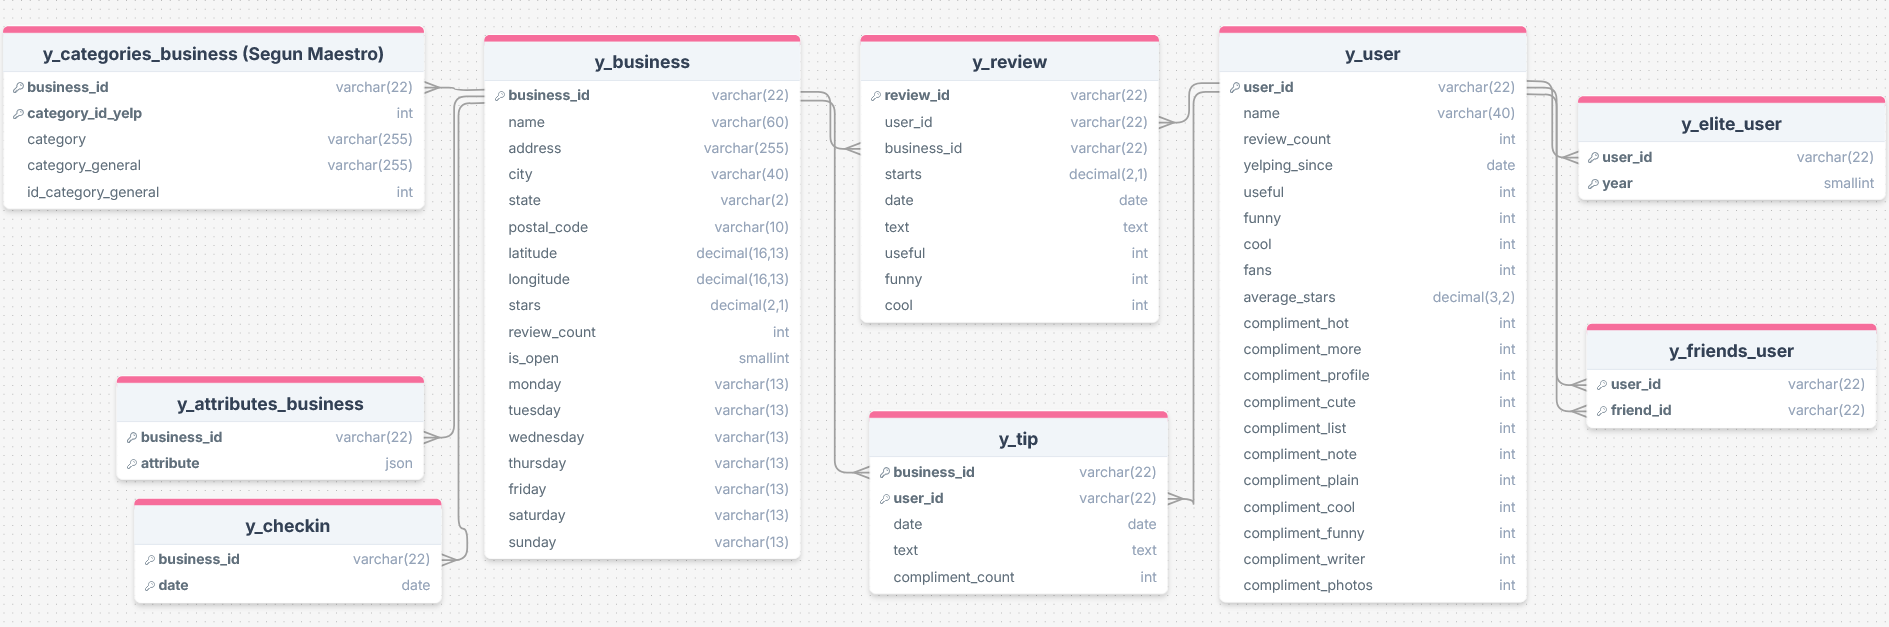 y_categories_business (Segun Maestro)
business_id varchar(22)
category_id_yelp int
category varchar(255)
category_general varchar(255)
id_category_general int
y_attributes_business
business_id varchar(22)
attribute json
y_checkin
business_id varchar(22)
date date
y_business
business_id varchar(22)
name varchar(60)
address varchar(255)
city varchar(40)
state varchar(2)
postal_code varchar(10)
latitude decimal(16,13)
longitude decimal(16,13)
stars decimal(2,1)
review_count int
is_open smallint
monday varchar(13)
tuesday varchar(13)
wednesday varchar(13)
thursday varchar(13)
friday varchar(13)
saturday varchar(13)
sunday varchar(13)
y_review
review_id varchar(22)
user_id varchar(22)
business_id varchar(22)
starts decimal(2,1)
date date
text text
useful int
funny int
cool int
y_tip
business_id varchar(22)
user_id varchar(22)
date date
text text
compliment_count int
y_user
user_id varchar(22)
name varchar(40)
review_count int
yelping_since date
useful int
funny int
cool int
fans int
average_stars decimal(3,2)
compliment_hot int
compliment_more int
compliment_profile int
compliment_cute int
compliment_list int
compliment_note int
compliment_plain int
compliment_cool int
compliment_funny int
compliment_writer int
compliment_photos int
y_elite_user
user_id varchar(22)
year smallint
y_friends_user
user_id varchar(22)
friend_id varchar(22)